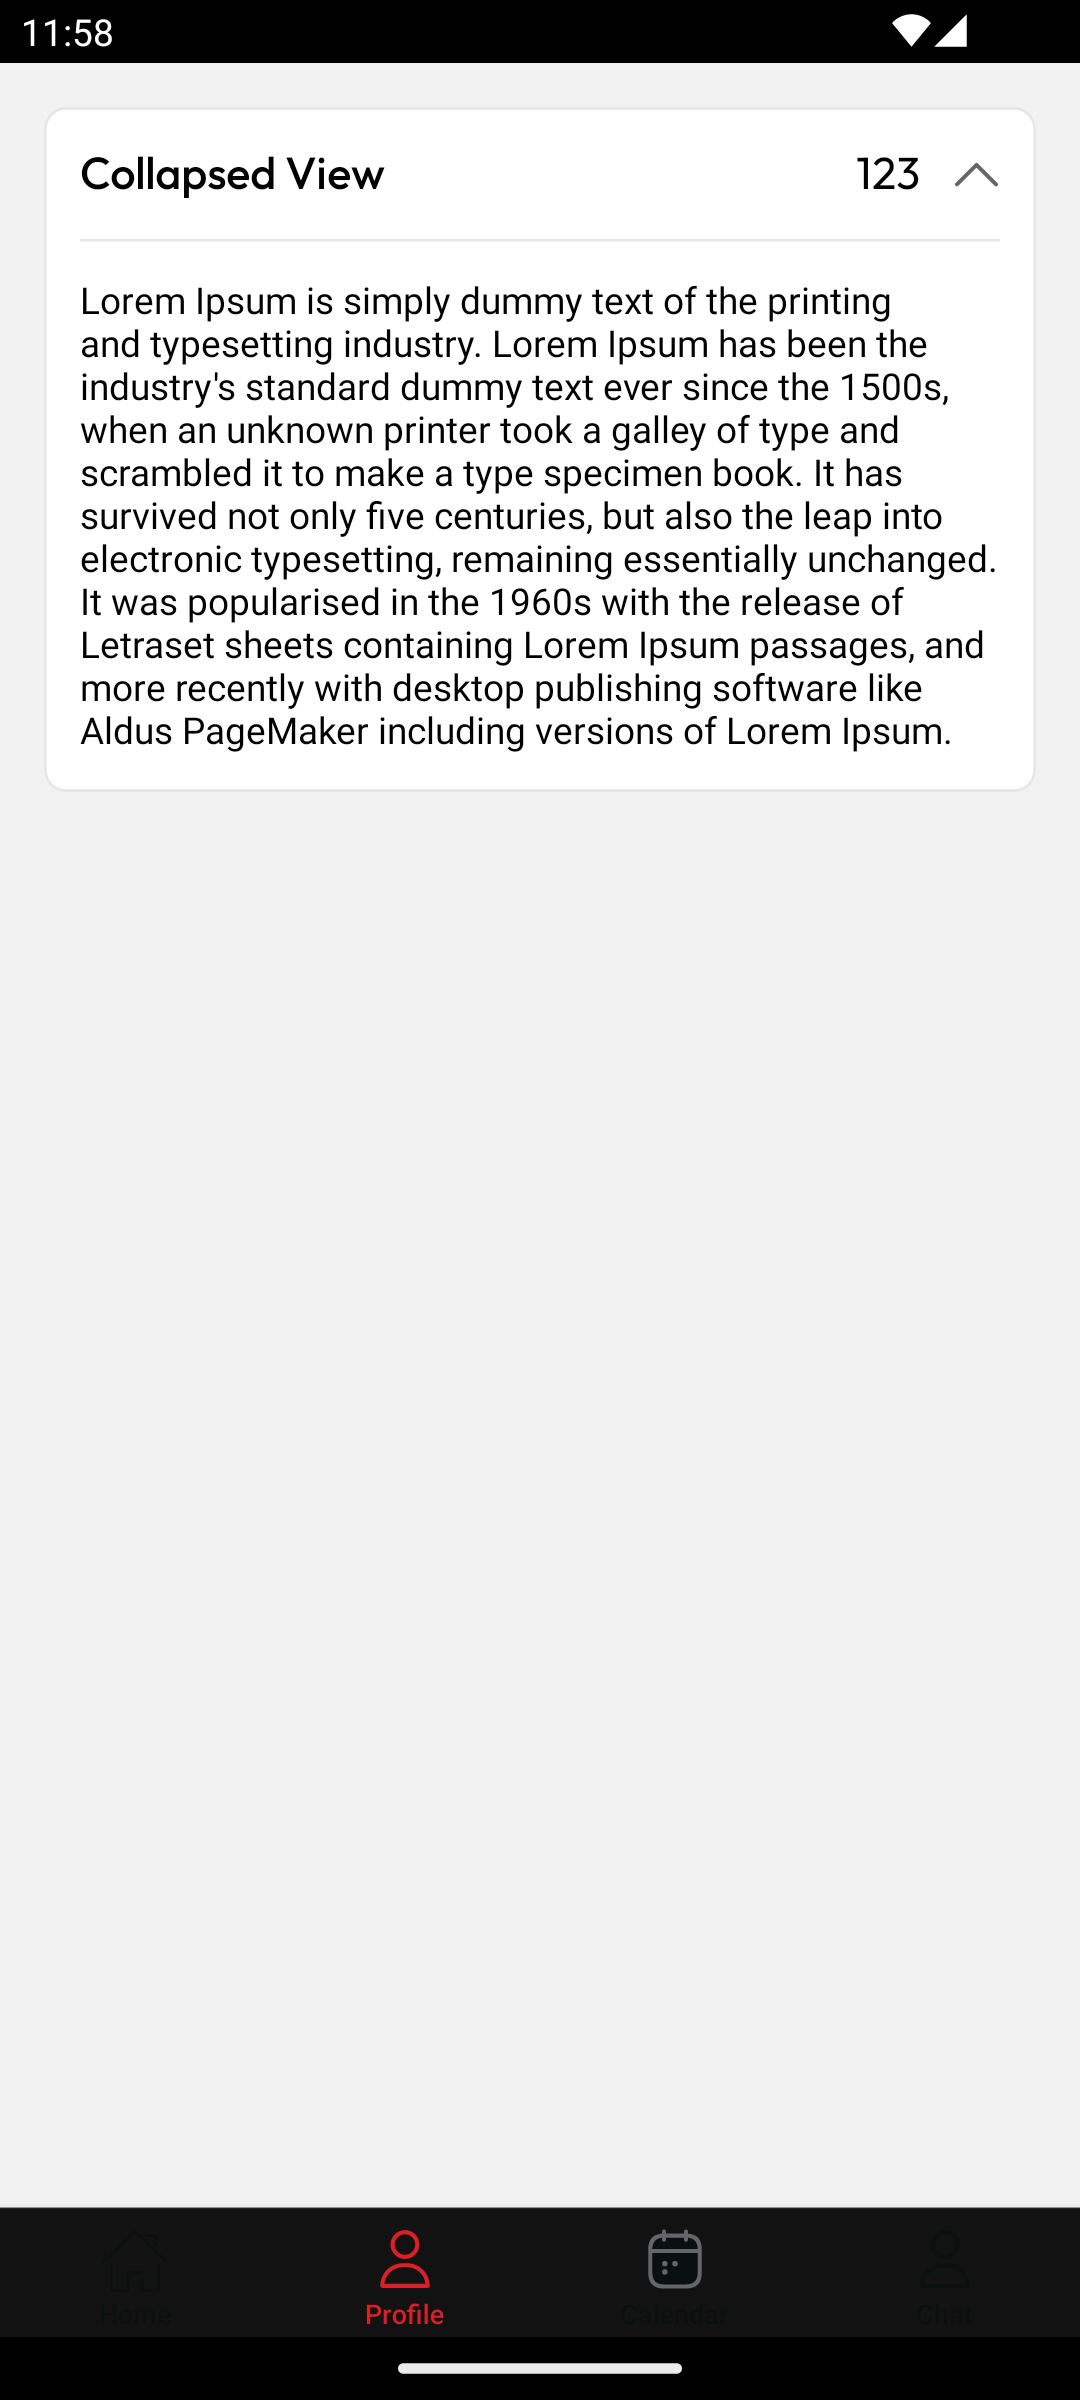 11:58
Collapsed View 123
Lorem Ipsum is simply dummy text of the printing
and typesetting industry. Lorem Ipsum has been the
industry's standard dummy text ever since the 1500s,
when an unknown printer took a galley of type and
scrambled it to make a type specimen book. It has
survived not only five centuries, but also the leap into
electronic typesetting, remaining essentially unchanged.
It was popularised in the 1960s with the release of
Letraset sheets containing Lorem Ipsum passages, and
more recently with desktop publishing software like
Aldus PageMaker including versions of Lorem Ipsum.
Home Profile Calendar Chat